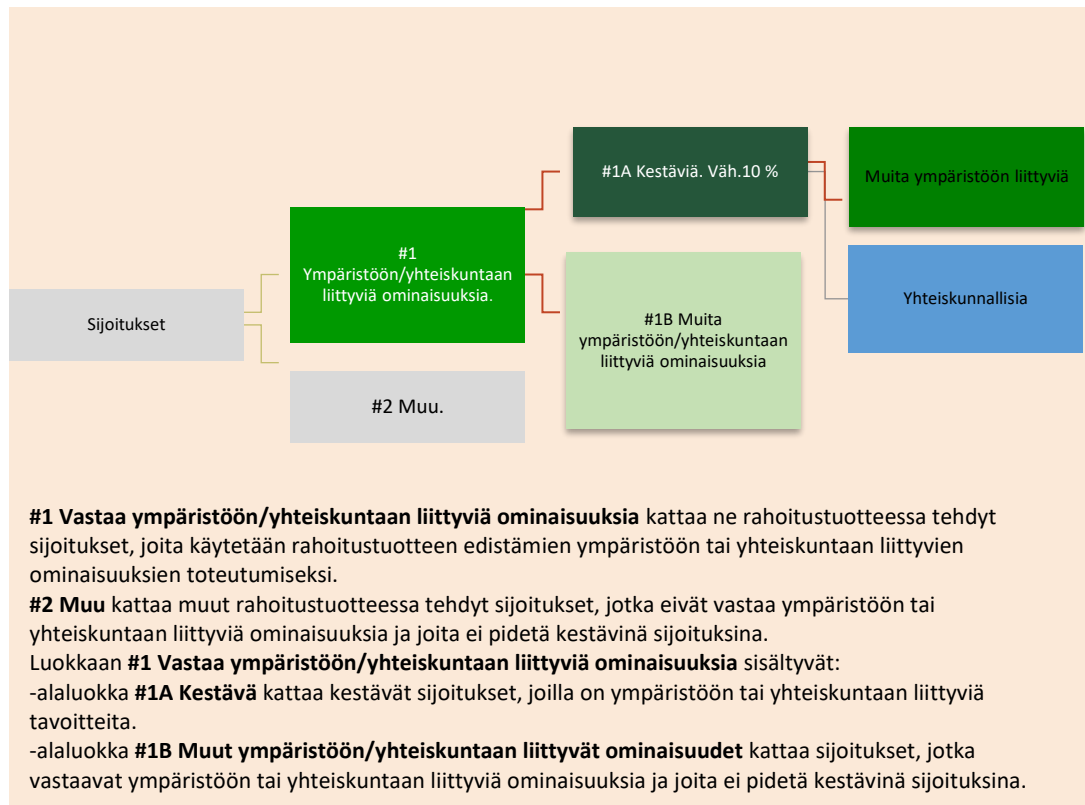 #1A Kestäviä. Väh.10 %
Muita ympäristöön liittyviä
#1
Ympäristöön/yhteiskuntaan
liittyviä ominaisuuksia.
Sijoitukset
Yhteiskunnallisia
#1B Muita
ympäristöön/yhteiskuntaan
liittyviä ominaisuuksia
#2 Muu.
#1 Vastaa ympäristöön/yhteiskuntaan liittyviä ominaisuuksia kattaa ne rahoitustuotteessa tehdyt
sijoitukset, joita käytetään rahoitustuotteen edistämien ympäristöön tai yhteiskuntaan liittyvien
ominaisuuksien toteutumiseksi.
#2 Muu kattaa muut rahoitustuotteessa tehdyt sijoitukset, jotka eivät vastaa ympäristöön tai
yhteiskuntaan liittyviä ominaisuuksia ja joita ei pidetä kestävinä sijoituksina.
Luokkaan #1 Vastaa ympäristöön/yhteiskuntaan liittyviä ominaisuuksia sisältyvät:
-alaluokka #1A Kestävä kattaa kestävät sijoitukset, joilla on ympäristöön tai yhteiskuntaan liittyviä
tavoitteita.
-alaluokka #1B Muut ympäristöön/yhteiskuntaan liittyvät ominaisuudet kattaa sijoitukset, jotka
vastaavat ympäristöön tai yhteiskuntaan liittyviä ominaisuuksia ja joita ei pidetä kestävinä sijoituksina.